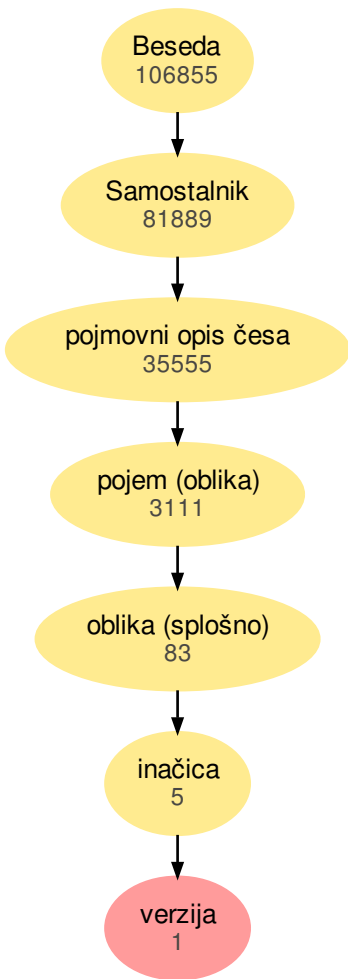 Beseda
106855
Samostalnik
81889
pojmovni opis česa
35555
pojem (oblika)
3111
oblika (splošno)
83
inačica
5
verzija
1